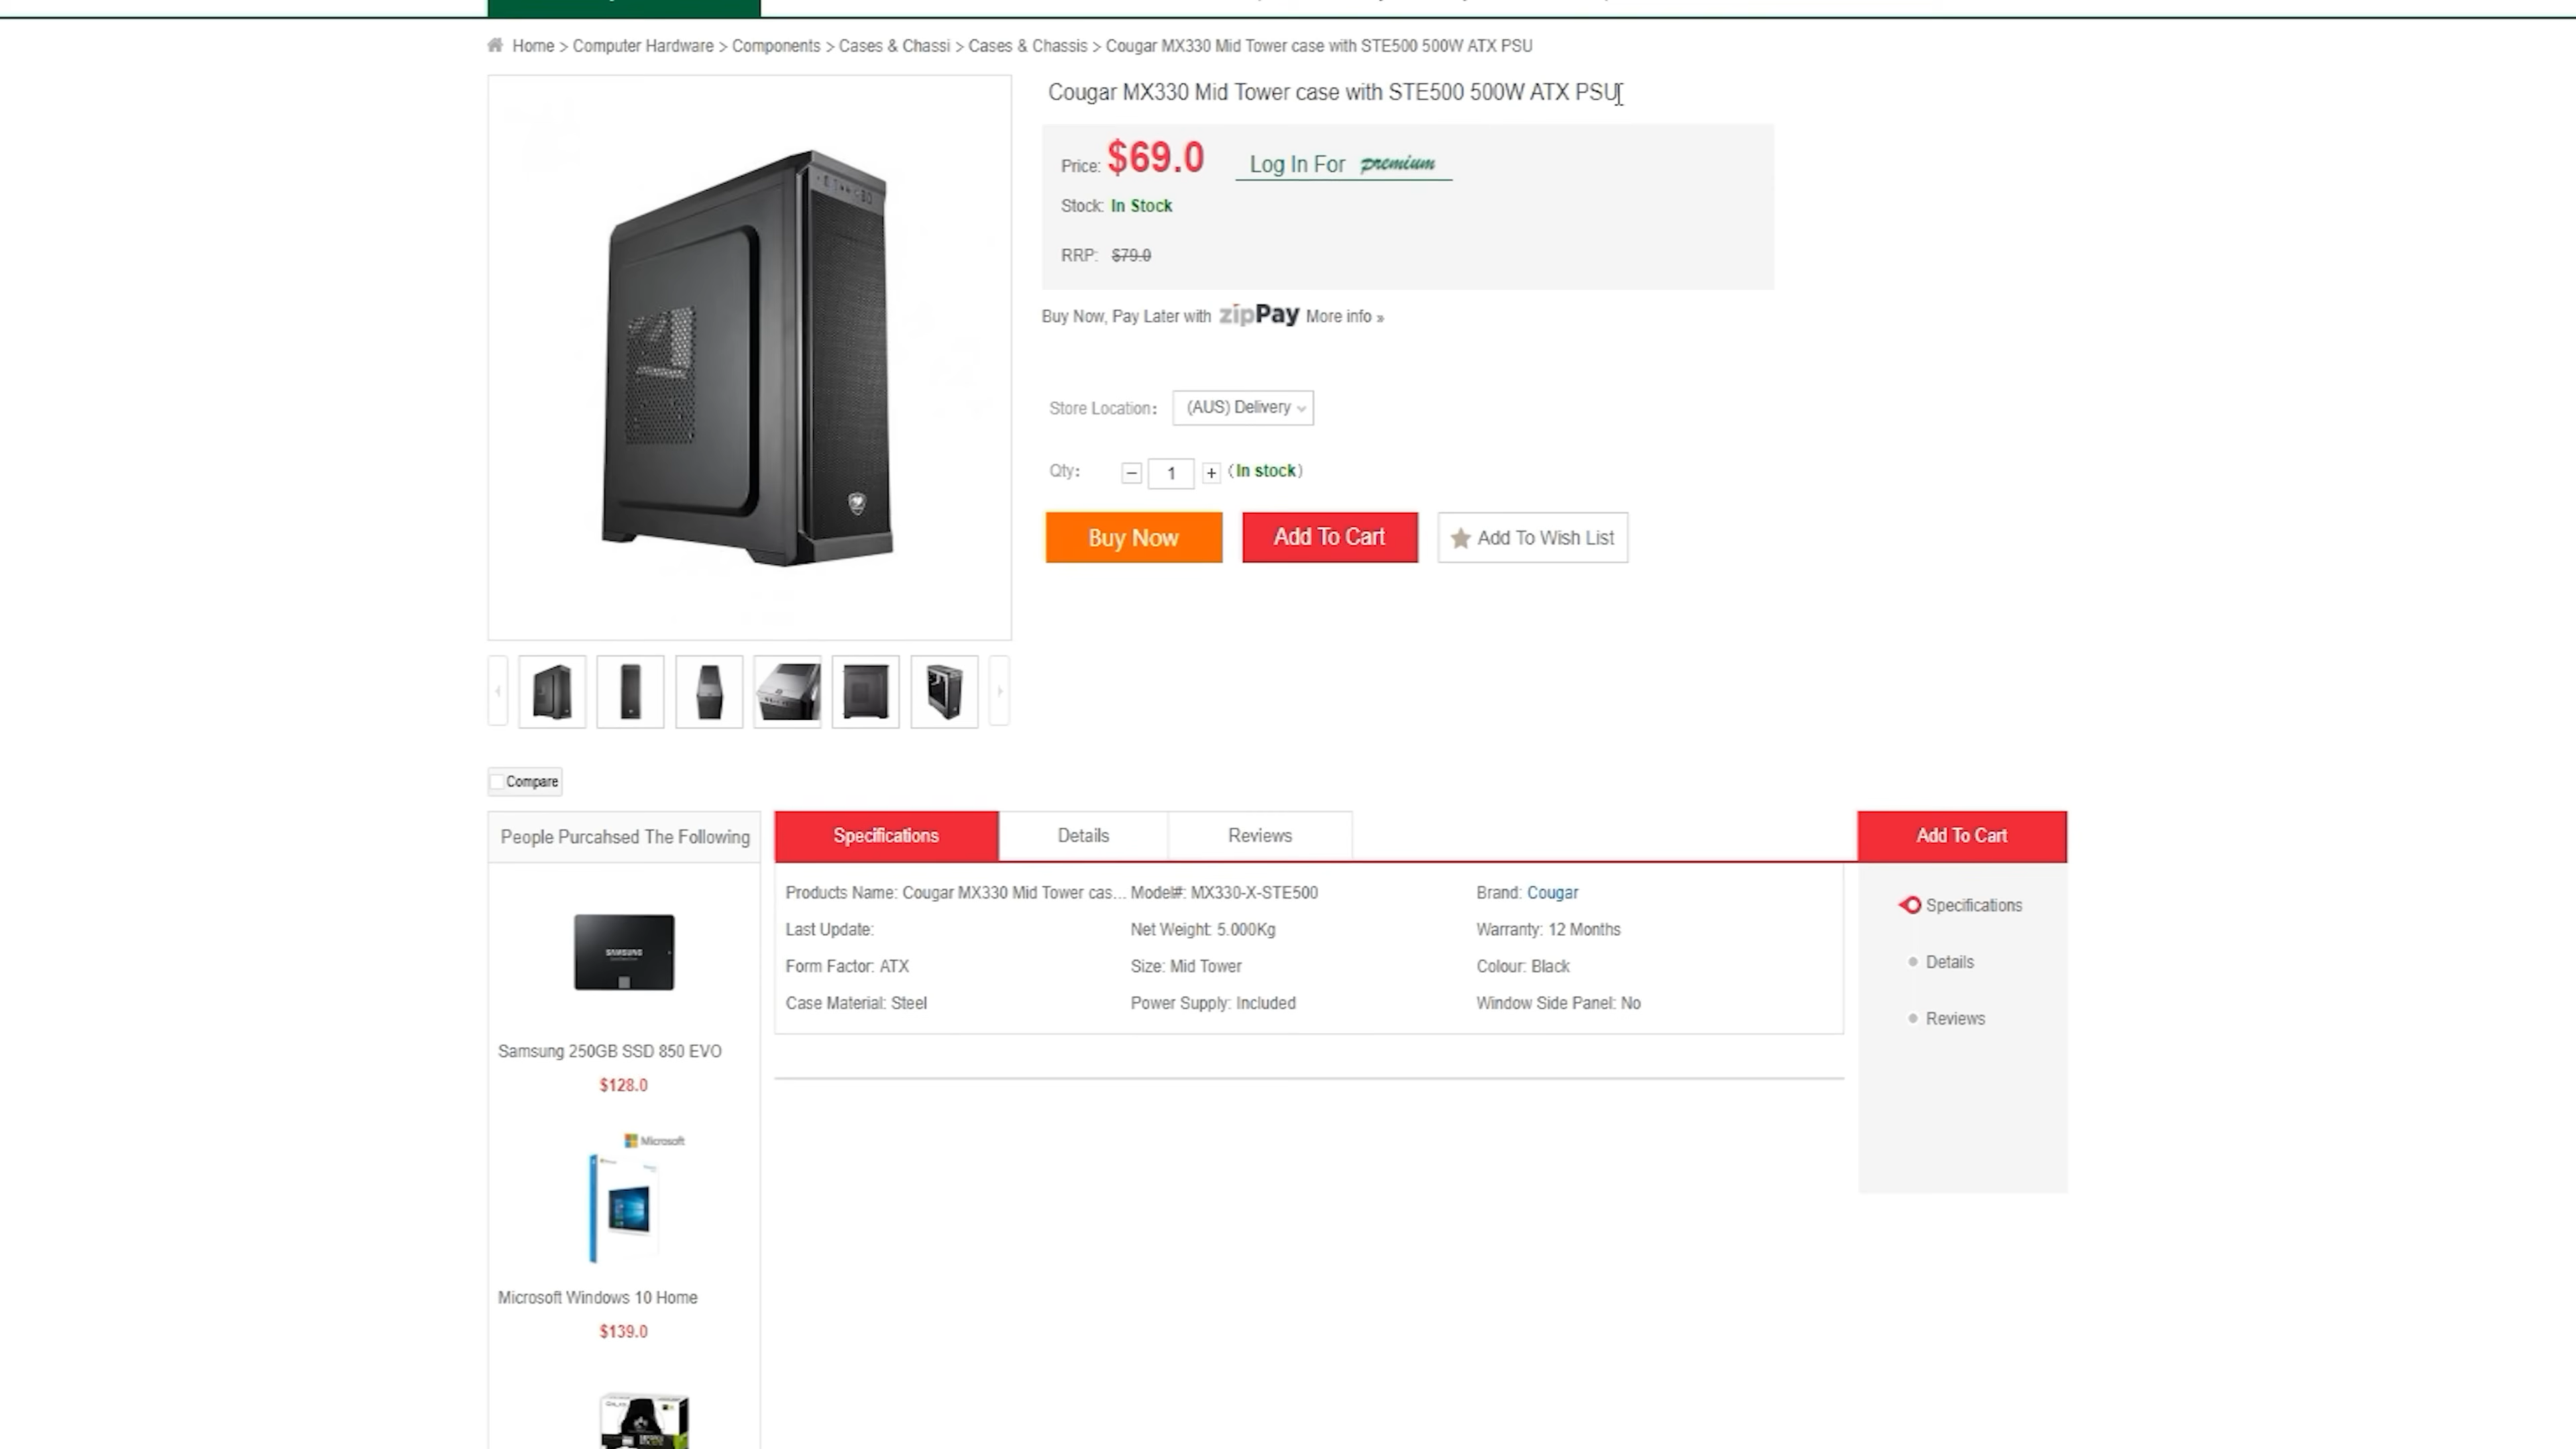 Home > Computer Hardware > Components > Cases & Chassi > Cases & Chassis > Cougar MX330 Mid Tower case with STE500 500W ATX PSU
Cougar MX330 Mid Tower case with STE500 500W ATX PSU
Price: $69.0 Log In For premium
Stock: In Stock
RRP: $79.0
Buy Now, Pay Later with zipPay More info »
Store Location: (AUS) Delivery
Qty: − 1 + (In stock)
Buy Now Add To Cart Add To Wish List
Compare
People Purcahsed The Following
Samsung 250GB SSD 850 EVO
$128.0
Microsoft
Microsoft Windows 10 Home
$139.0
Specifications Details Reviews
Products Name: Cougar MX330 Mid Tower cas... Model#: MX330-X-STE500 Brand: Cougar
Last Update: Net Weight: 5.000Kg Warranty: 12 Months
Form Factor: ATX Size: Mid Tower Colour: Black
Case Material: Steel Power Supply: Included Window Side Panel: No
Add To Cart
Specifications
Details
Reviews
SAMSUNG